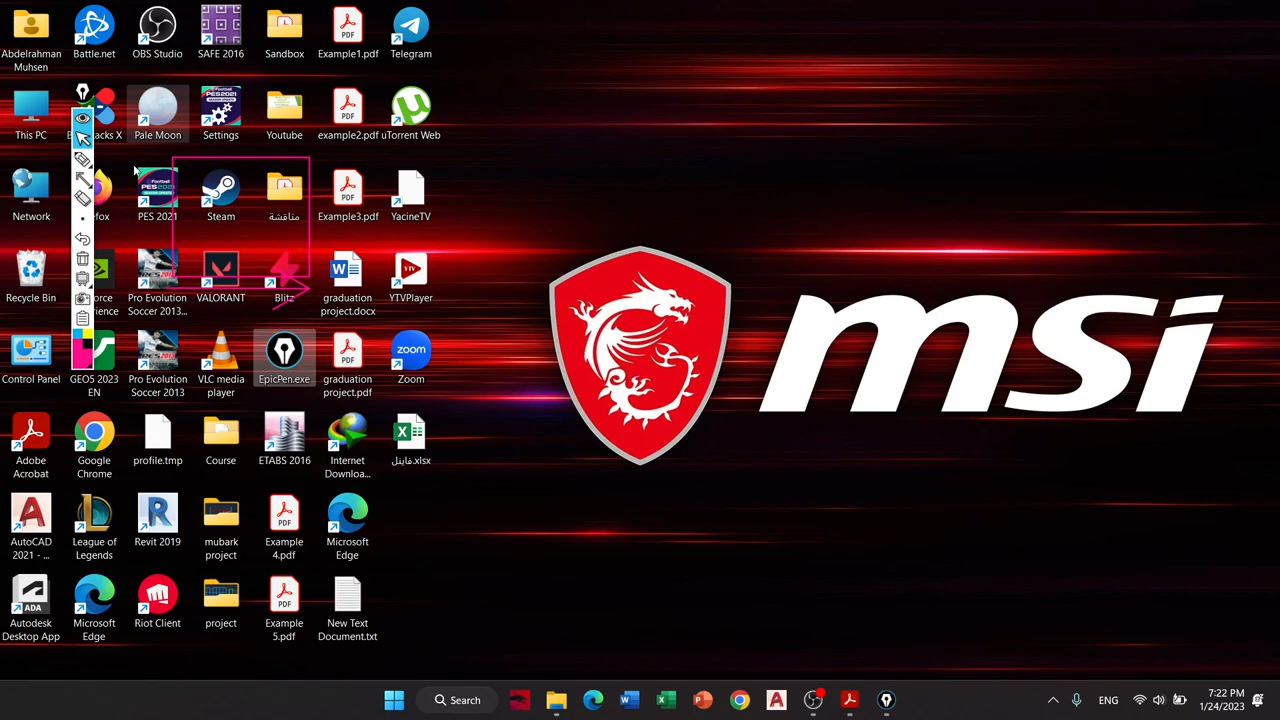 Abdelrahman Muhsen
Battle.net
OBS Studio
SAFE 2016
Sandbox
Example1.pdf
Telegram
This PC
Pale Moon
Settings
Youtube
example2.pdf
uTorrent Web
Network
PES 2021
Steam
مناقشة
Example3.pdf
YacineTV
Recycle Bin
Pro Evolution Soccer 2013...
VALORANT
Blitz
graduation project.docx
YTVPlayer
Control Panel
GEO5 2023 EN
Pro Evolution Soccer 2013
VLC media player
EpicPen.exe
graduation project.pdf
Zoom
Adobe Acrobat
Google Chrome
profile.tmp
Course
ETABS 2016
Internet Downloa...
فاينل.xlsx
AutoCAD 2021 - ...
League of Legends
Revit 2019
mubark project
Example 4.pdf
Microsoft Edge
Autodesk Desktop App
Microsoft Edge
Riot Client
project
Example 5.pdf
New Text Document.txt
msi
Search
ENG
7:22 PM
1/24/2023